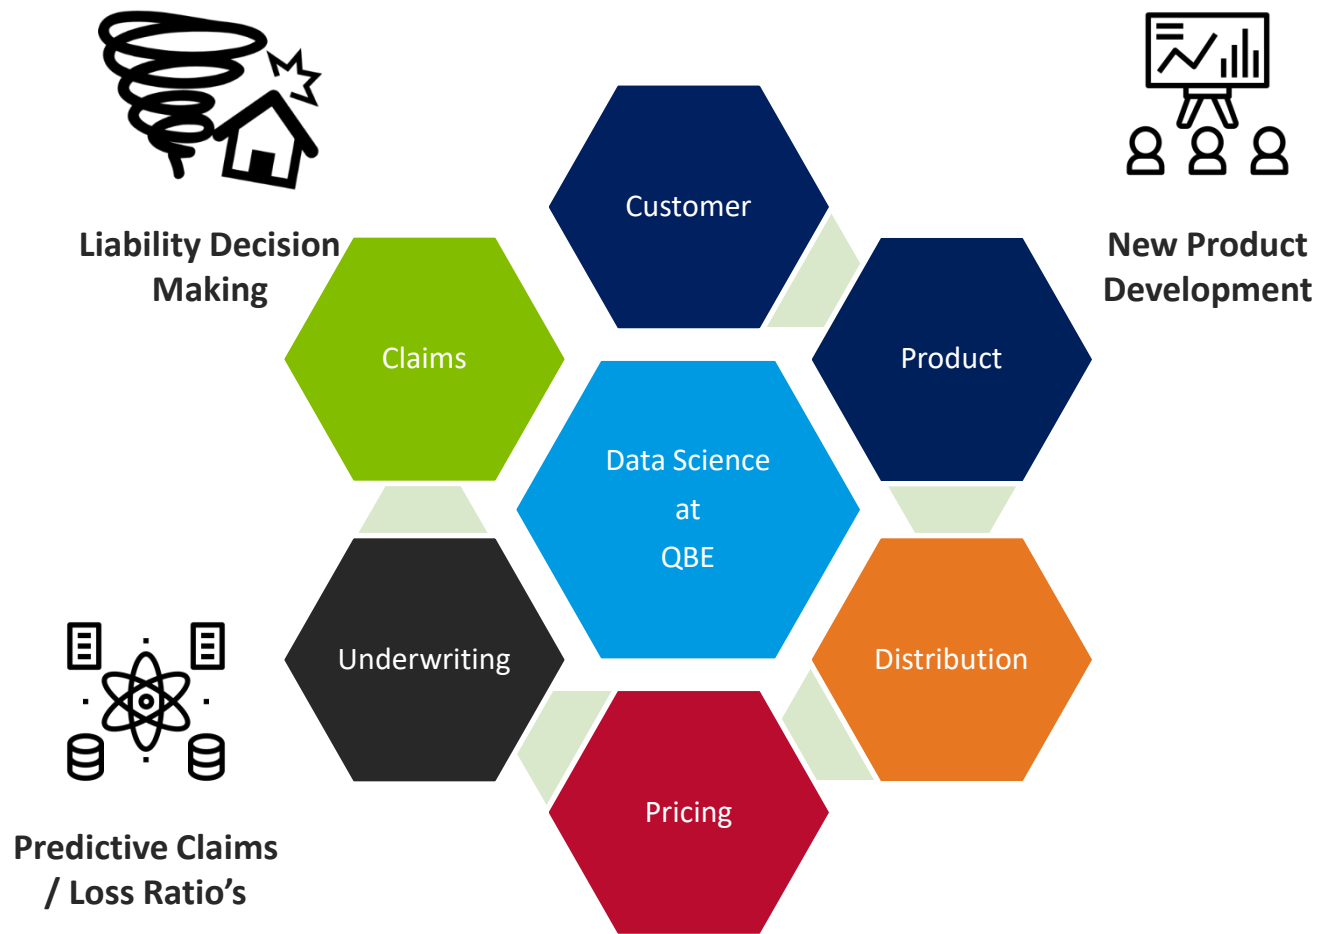 Customer
Liability Decision
Making
New Product
Development
Claims
Product
Data Science
at
QBE
Underwriting
Distribution
Pricing
Predictive Claims
/ Loss Ratio’s